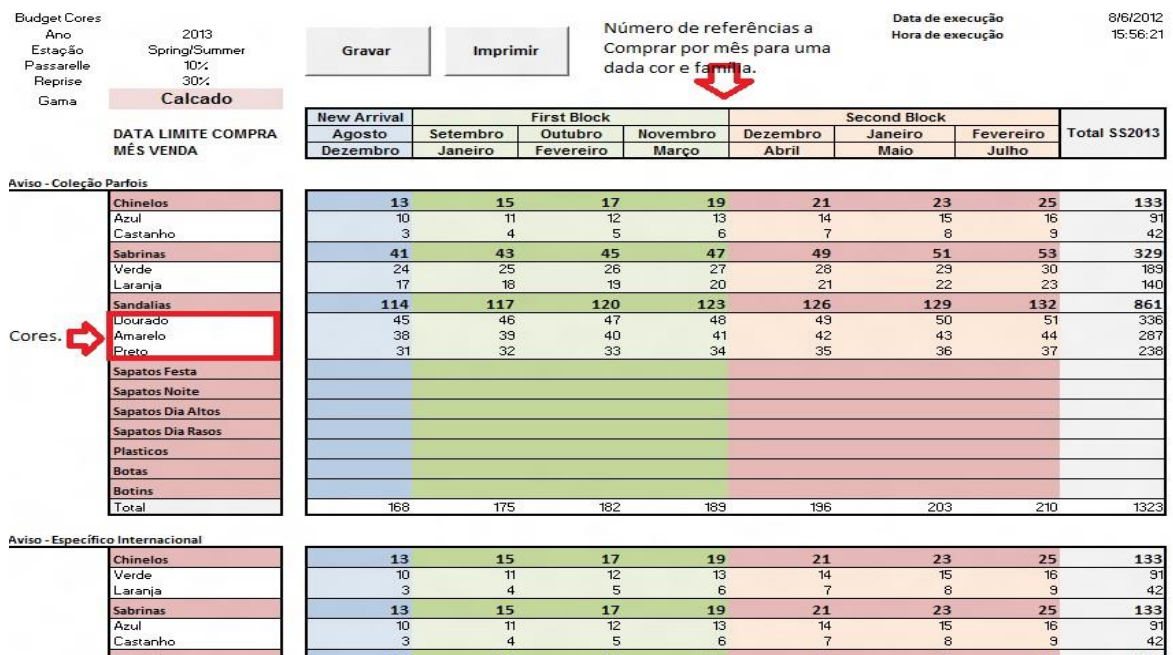 Budget Cores
Ano 2013
Estação Spring/Summer
Passarelle 10%
Reprise 30%
Gama Calcado
Gravar
Imprimir
Número de referências a
Comprar por mês para uma
dada cor e família.
Data de execução 8/6/2012
Hora de execução 15:56:21
New Arrival First Block Second Block Total SS2013
DATA LIMITE COMPRA Agosto Setembro Outubro Novembro Dezembro Janeiro Fevereiro
MÊS VENDA Dezembro Janeiro Fevereiro Março Abril Maio Julho
Aviso - Coleção Parfois
Chinelos 13 15 17 19 21 23 25 133
Azul 10 11 12 13 14 15 16 91
Castanho 3 4 5 6 7 8 9 42
Sabrinas 41 43 45 47 49 51 53 329
Verde 24 25 26 27 28 29 30 189
Laranja 17 18 19 20 21 22 23 140
Sandalias 114 117 120 123 126 129 132 861
Dourado 45 46 47 48 49 50 51 336
Cores. Amarelo 38 39 40 41 42 43 44 287
Preto 31 32 33 34 35 36 37 238
Sapatos Festa
Sapatos Noite
Sapatos Dia Altos
Sapatos Dia Rasos
Plasticos
Botas
Botins
Total 168 175 182 189 196 203 210 1323
Aviso - Específico Internacional
Chinelos 13 15 17 19 21 23 25 133
Verde 10 11 12 13 14 15 16 91
Laranja 3 4 5 6 7 8 9 42
Sabrinas 13 15 17 19 21 23 25 133
Azul 10 11 12 13 14 15 16 91
Castanho 3 4 5 6 7 8 9 42